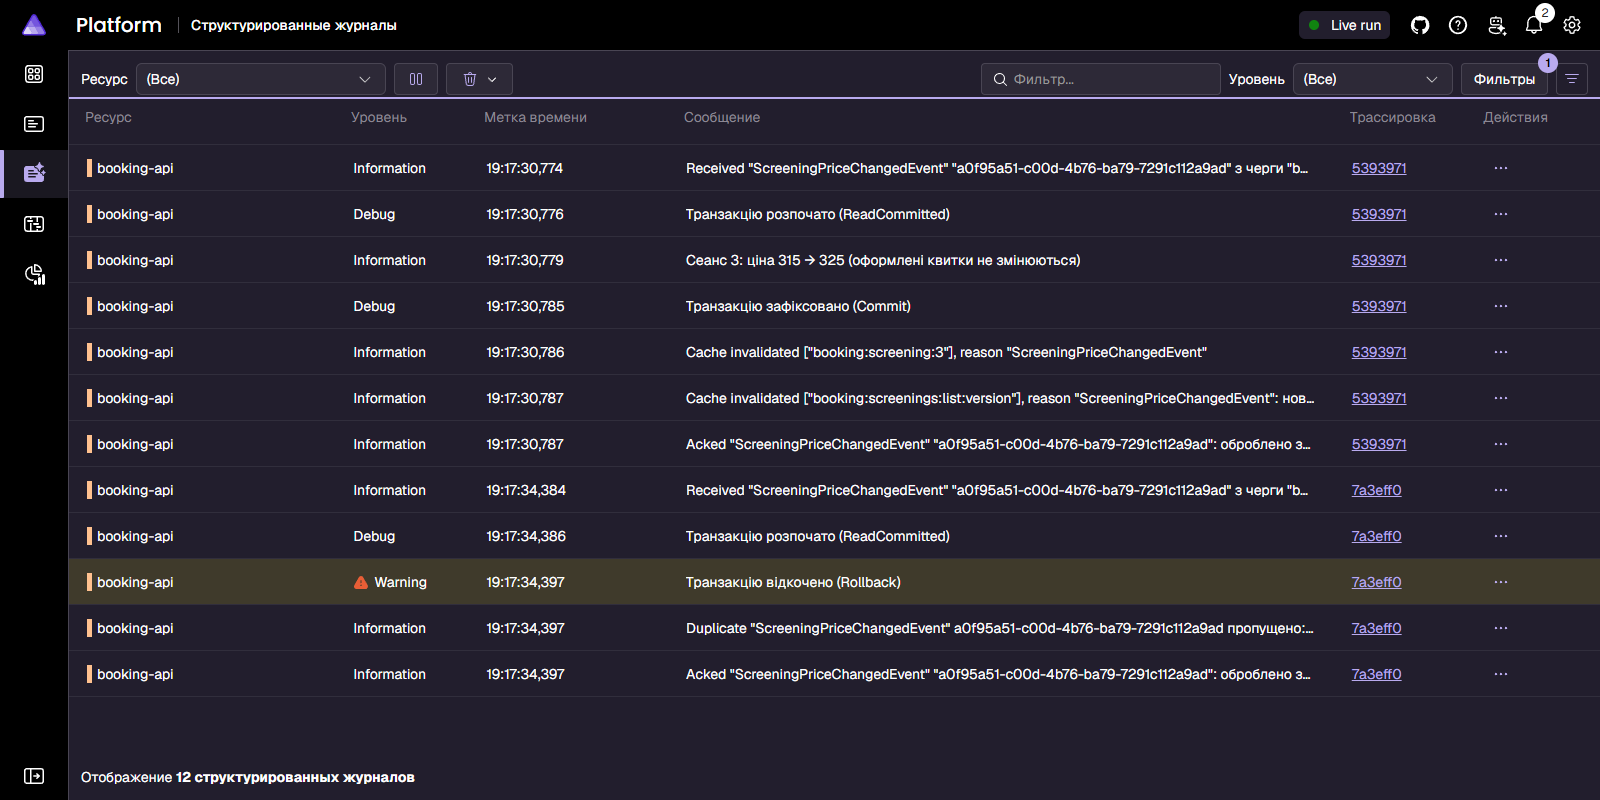 Platform | Структурированные журналы
Live run
2
Ресурс (Все)
Фильтр...
Уровень (Все)
Фильтры 1
Ресурс Уровень Метка времени Сообщение Трассировка Действия
booking-api Information 19:17:30,774 Received "ScreeningPriceChangedEvent" "a0f95a51-c00d-4b76-ba79-7291c112a9ad" з черги "b... 5393971 ...
booking-api Debug 19:17:30,776 Транзакцію розпочато (ReadCommitted) 5393971 ...
booking-api Information 19:17:30,779 Сеанс 3: ціна 315 → 325 (оформлені квитки не змінюються) 5393971 ...
booking-api Debug 19:17:30,785 Транзакцію зафіксовано (Commit) 5393971 ...
booking-api Information 19:17:30,786 Cache invalidated ["booking:screening:3"], reason "ScreeningPriceChangedEvent" 5393971 ...
booking-api Information 19:17:30,787 Cache invalidated ["booking:screenings:list:version"], reason "ScreeningPriceChangedEvent": нов... 5393971 ...
booking-api Information 19:17:30,787 Acked "ScreeningPriceChangedEvent" "a0f95a51-c00d-4b76-ba79-7291c112a9ad": оброблено з... 5393971 ...
booking-api Information 19:17:34,384 Received "ScreeningPriceChangedEvent" "a0f95a51-c00d-4b76-ba79-7291c112a9ad" з черги "b... 7a3eff0 ...
booking-api Debug 19:17:34,386 Транзакцію розпочато (ReadCommitted) 7a3eff0 ...
booking-api Warning 19:17:34,397 Транзакцію відкочено (Rollback) 7a3eff0 ...
booking-api Information 19:17:34,397 Duplicate "ScreeningPriceChangedEvent" a0f95a51-c00d-4b76-ba79-7291c112a9ad пропущено:... 7a3eff0 ...
booking-api Information 19:17:34,397 Acked "ScreeningPriceChangedEvent" "a0f95a51-c00d-4b76-ba79-7291c112a9ad": оброблено з... 7a3eff0 ...
Отображение 12 структурированных журналов